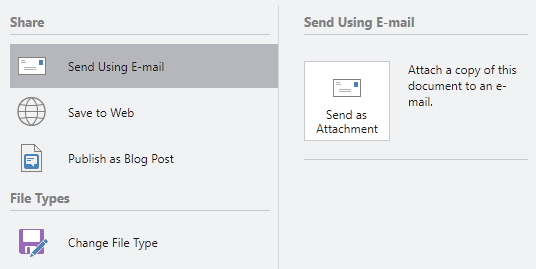 Share
Send Using E-mail
Save to Web
Publish as Blog Post
File Types
Change File Type
Send Using E-mail
Send as
Attachment
Attach a copy of this
document to an e-
mail.